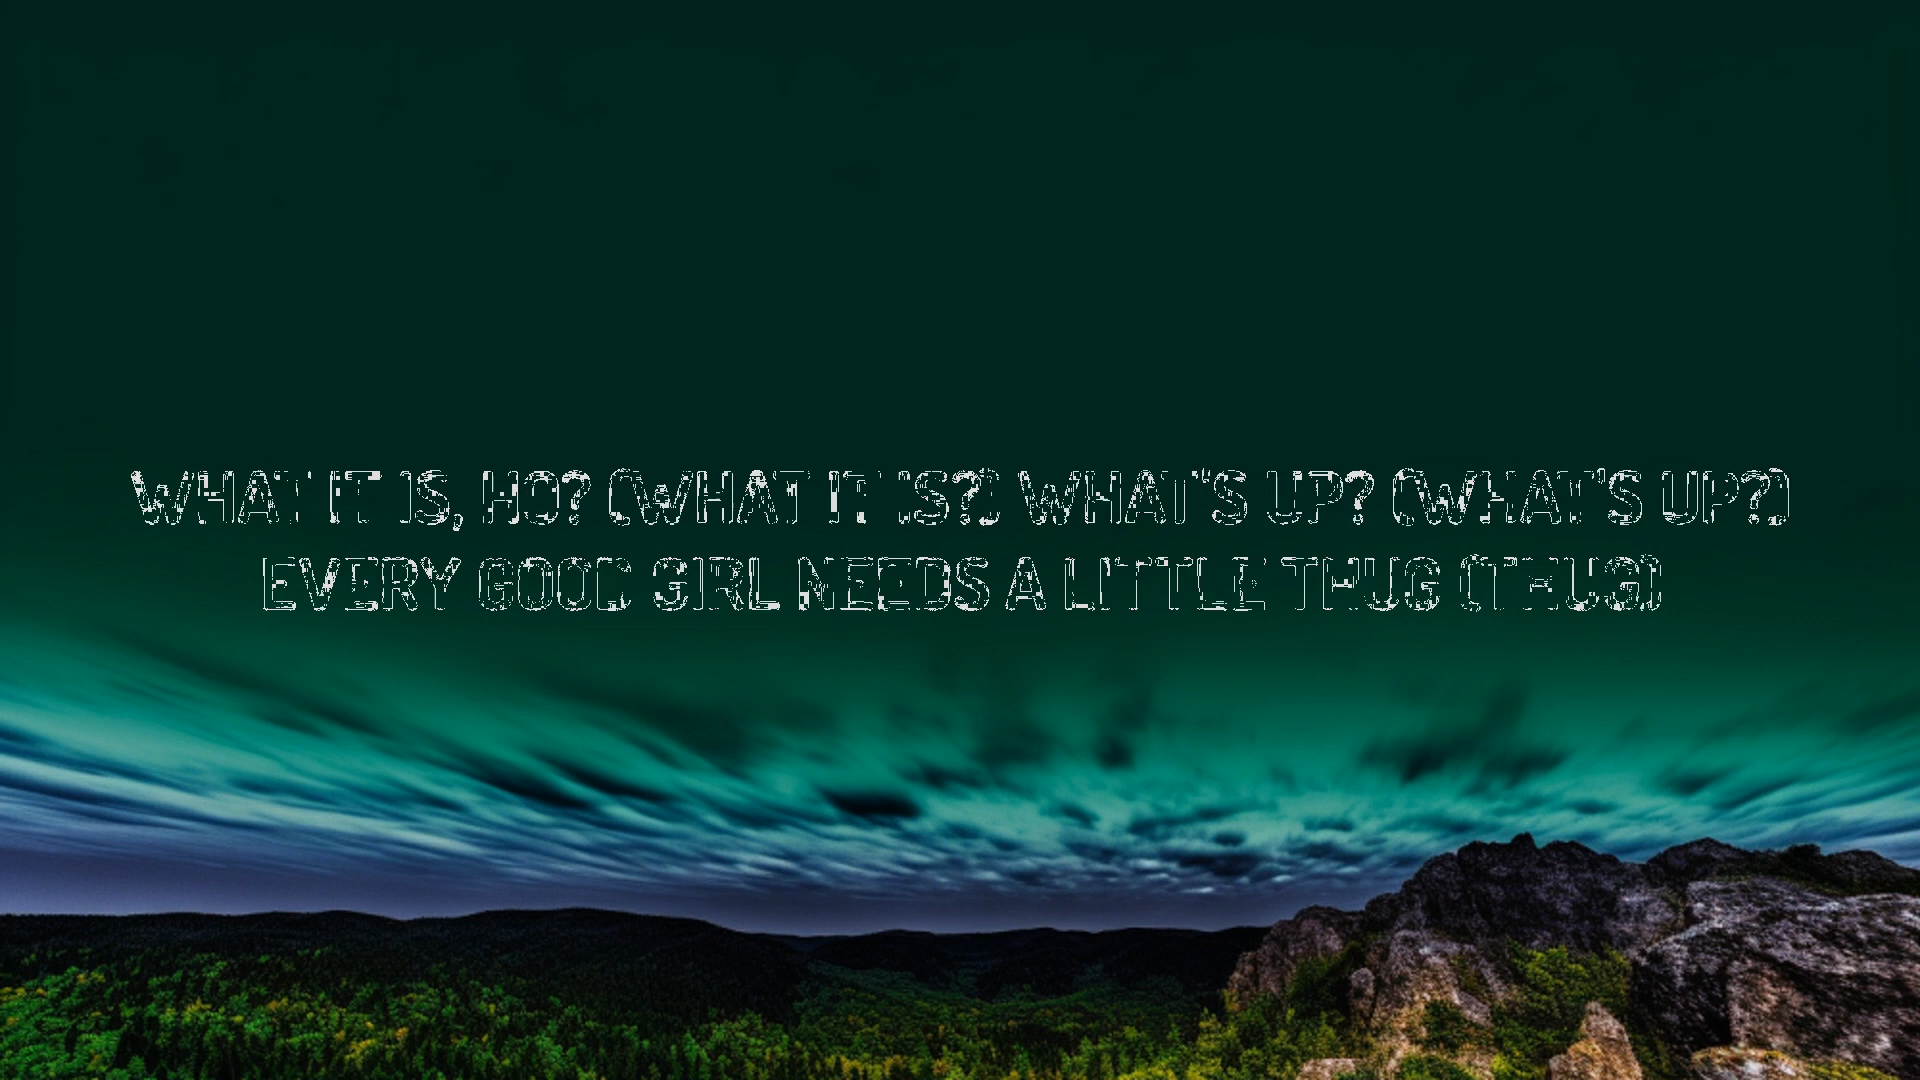 WHAT IT IS, HO? (WHAT IT IS?) WHAT'S UP? (WHAT'S UP?)
EVERY GOOD GIRL NEEDS A LITTLE THUG (THUG)